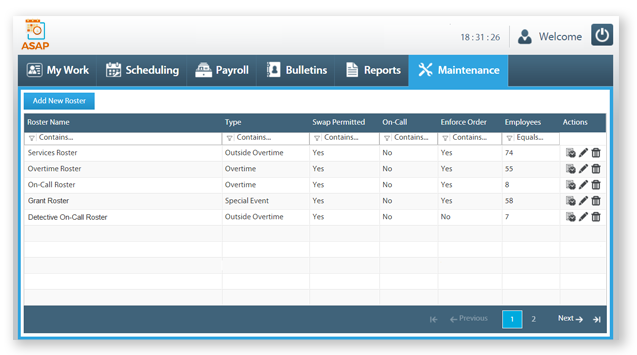 ASAP
18 : 31 : 26
Welcome
My Work Scheduling Payroll Bulletins Reports Maintenance
Add New Roster
Roster Name Type Swap Permitted On-Call Enforce Order Employees Actions
Contains... Contains... Contains... Contains... Contains... Equals...
Services Roster Outside Overtime Yes No Yes 74
Overtime Roster Overtime Yes No Yes 55
On-Call Roster Overtime Yes No Yes 8
Grant Roster Special Event Yes No Yes 58
Detective On-Call Roster Outside Overtime Yes No No 7
Previous 1 2 Next